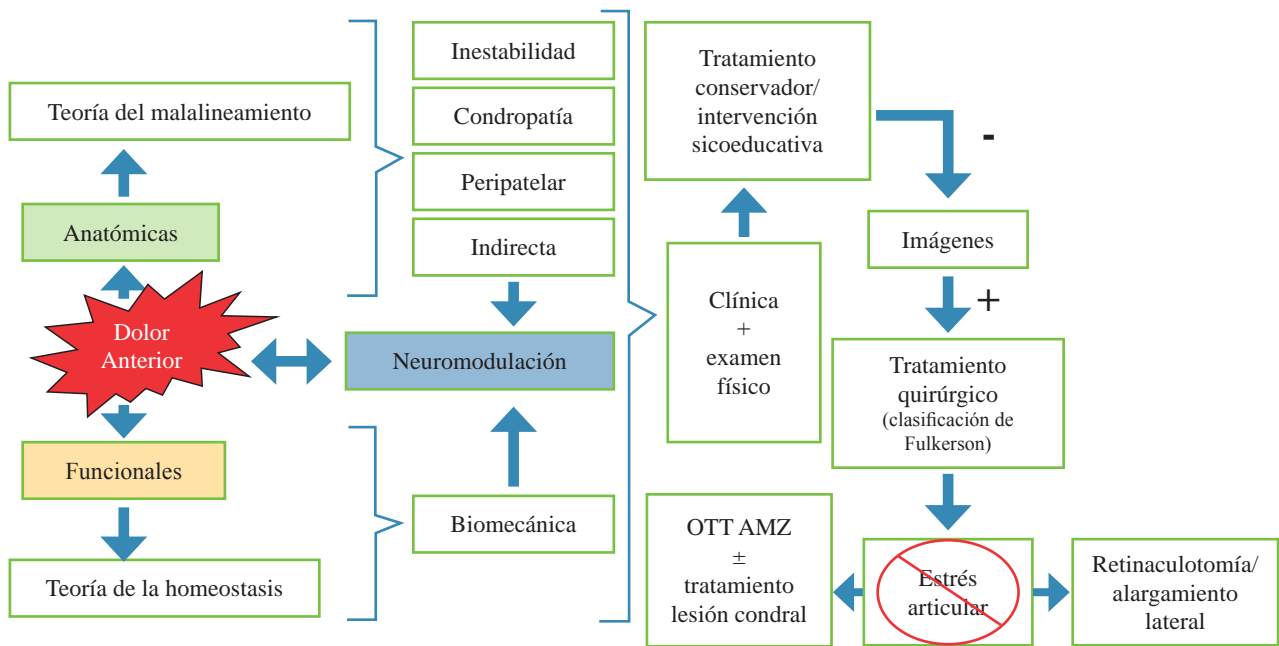 Teoría del malalineamiento
Anatómicas
Dolor
Anterior
Funcionales
Teoría de la homeostasis
Inestabilidad
Condropatía
Peripatelar
Indirecta
Neuromodulación
Biomecánica
Tratamiento
conservador/
intervención
sicoeducativa
Clínica
+
examen
físico
-
Imágenes
+
Tratamiento
quirúrgico
(clasificación de
Fulkerson)
OTT AMZ
±
tratamiento
lesión condral
Estrés
articular
Retinaculotomía/
alargamiento
lateral